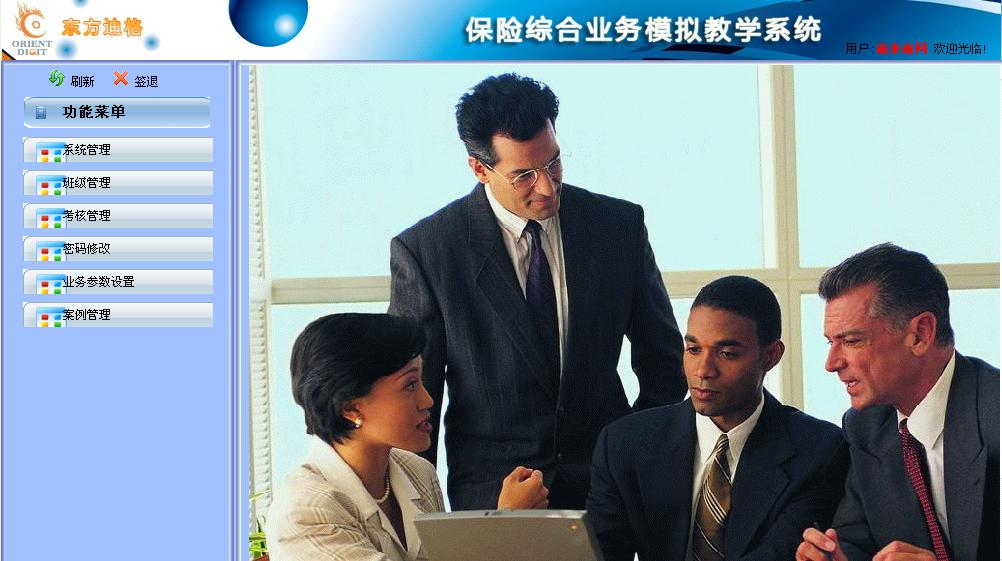 东方迪格
ORIENT
DIGIT
保险综合业务模拟教学系统
用户: 欢迎光临!
刷新 签退
功能菜单
系统管理
班级管理
考核管理
密码修改
业务参数设置
案例管理